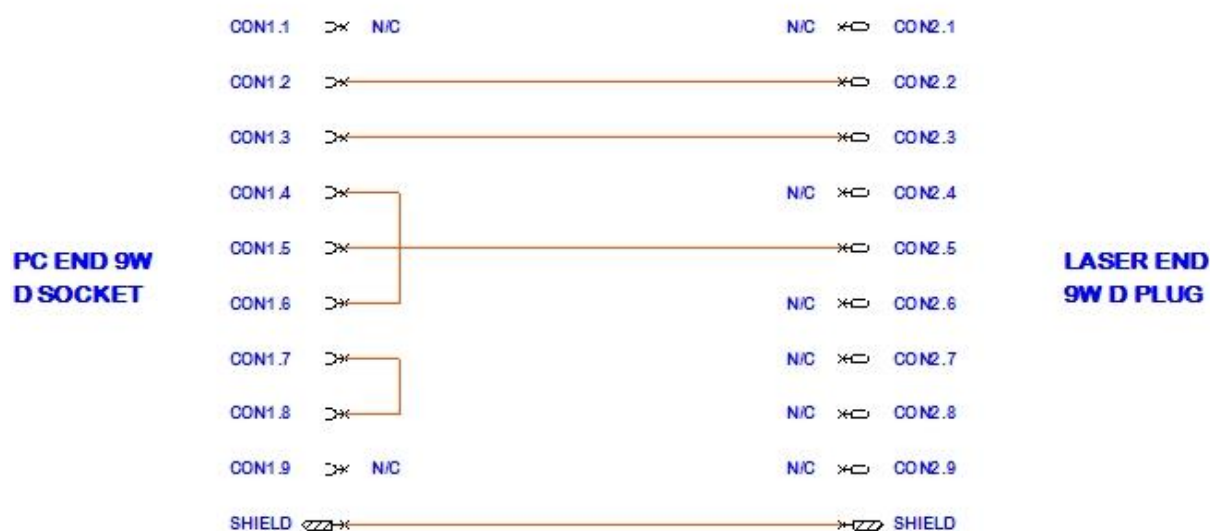 CON1.1 N/C N/C CON2.1
CON1.2 CON2.2
CON1.3 CON2.3
CON1.4 N/C CON2.4
CON1.5 CON2.5
PC END 9W
D SOCKET
LASER END
9W D PLUG
CON1.6 N/C CON2.6
CON1.7 N/C CON2.7
CON1.8 N/C CON2.8
CON1.9 N/C N/C CON2.9
SHIELD SHIELD